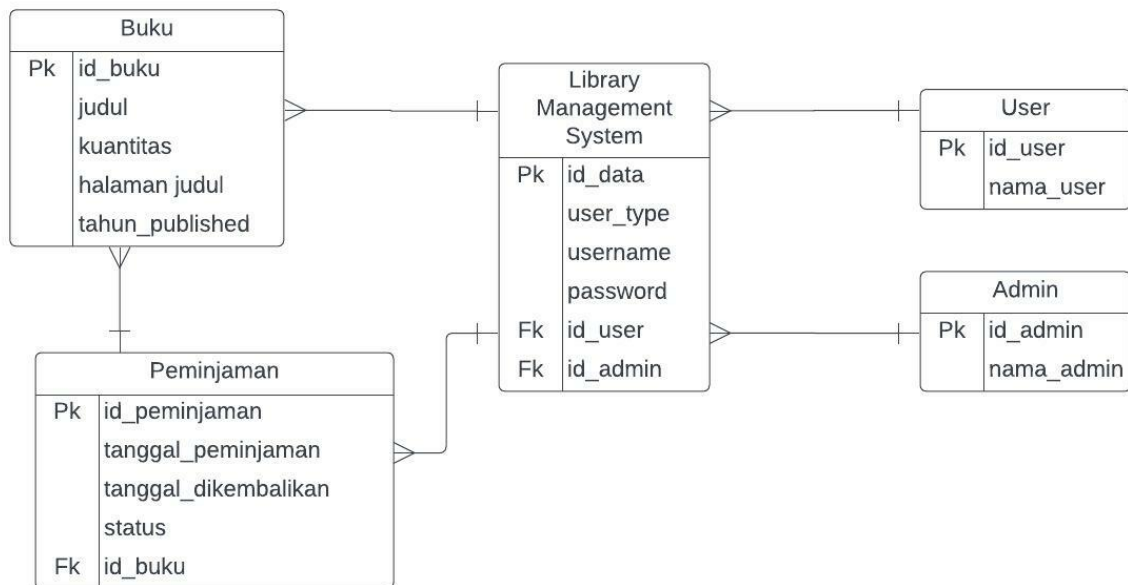 Buku
Pk id_buku
judul
kuantitas
halaman judul
tahun_published
Library
Management
System
Pk id_data
user_type
username
password
Fk id_user
Fk id_admin
User
Pk id_user
nama_user
Admin
Pk id_admin
nama_admin
Peminjaman
Pk id_peminjaman
tanggal_peminjaman
tanggal_dikembalikan
status
Fk id_buku